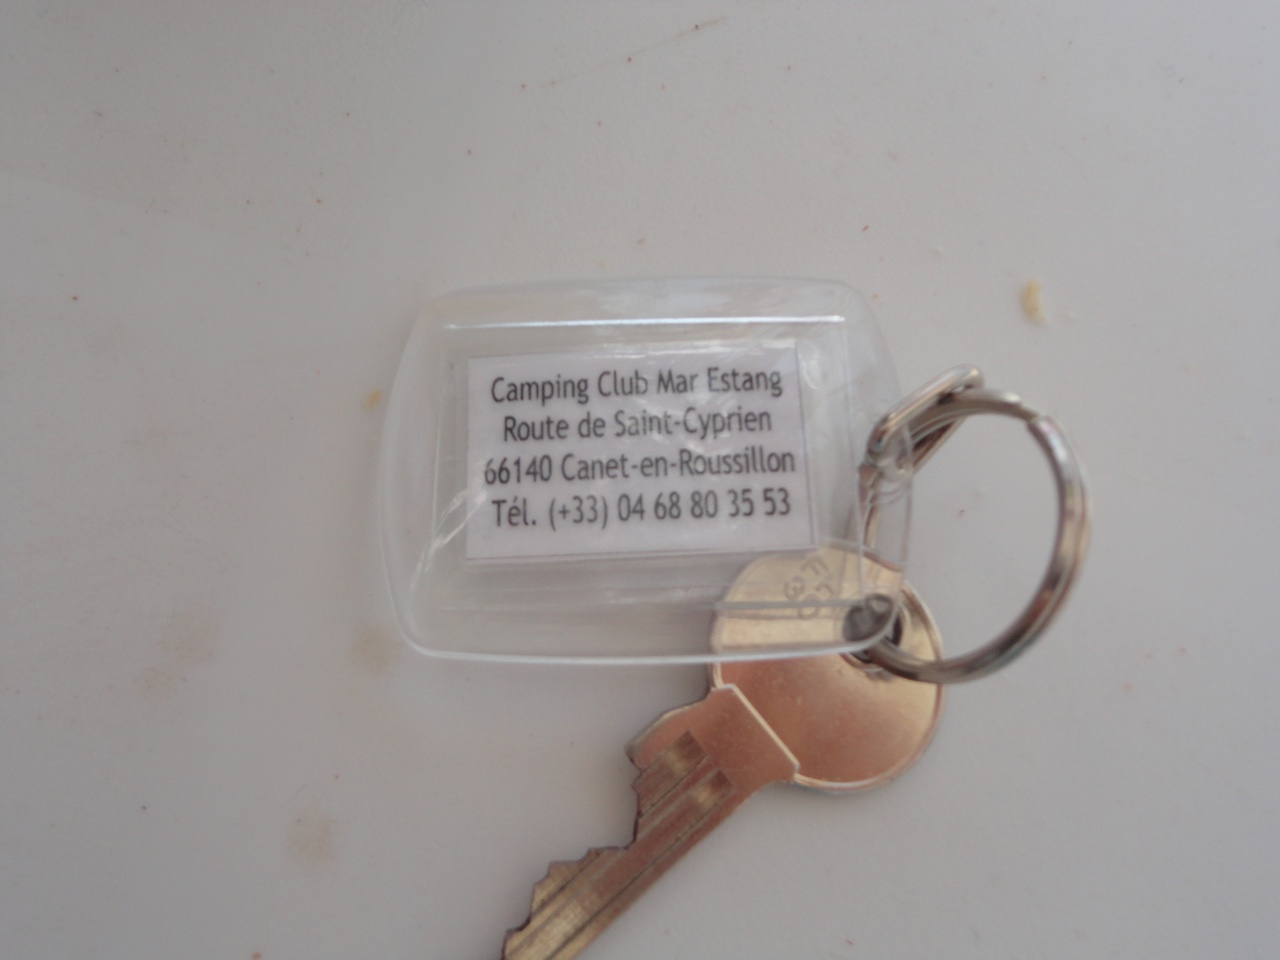 Camping Club Mar Estang
Route de Saint-Cyprien
66140 Canet-en-Roussillon
Tél. (+33) 04 68 80 35 53